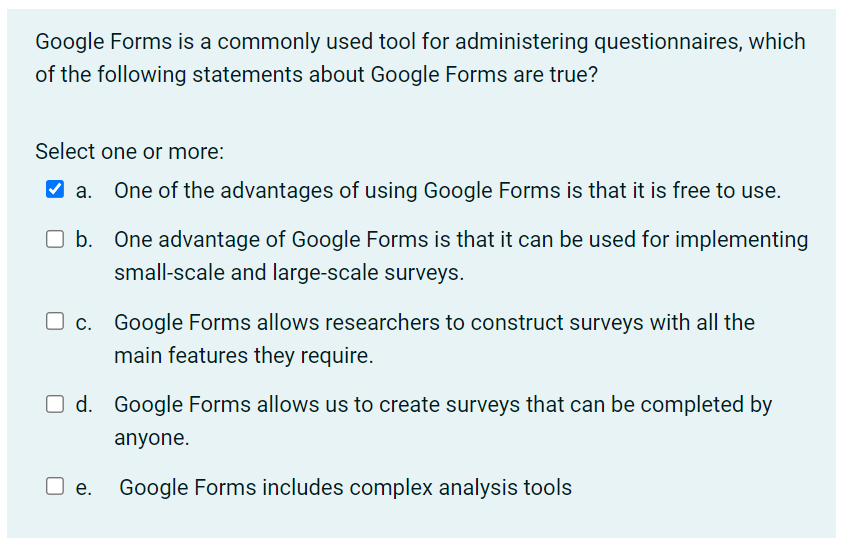 Google Forms is a commonly used tool for administering questionnaires, which
of the following statements about Google Forms are true?
Select one or more:
a. One of the advantages of using Google Forms is that it is free to use.
b. One advantage of Google Forms is that it can be used for implementing
small-scale and large-scale surveys.
c. Google Forms allows researchers to construct surveys with all the
main features they require.
d. Google Forms allows us to create surveys that can be completed by
anyone.
e. Google Forms includes complex analysis tools